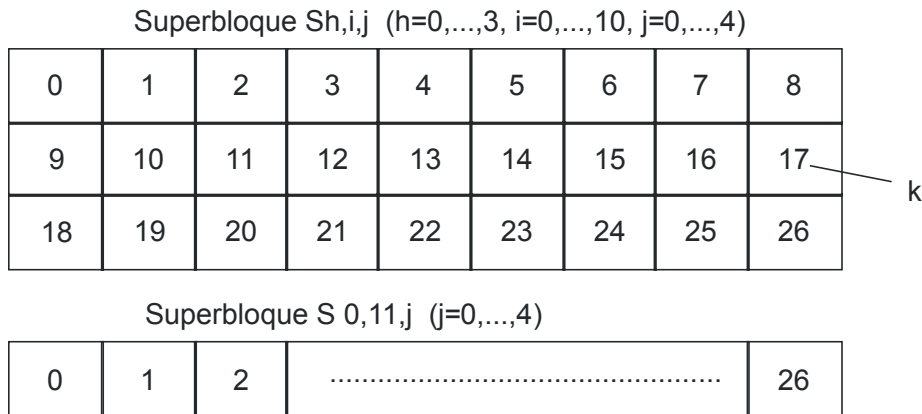 Superbloque Sh,i,j (h=0,...,3, i=0,...,10, j=0,...,4)
0 1 2 3 4 5 6 7 8
9 10 11 12 13 14 15 16 17
k
18 19 20 21 22 23 24 25 26
Superbloque S 0,11,j (j=0,...,4)
0 1 2 ................................................. 26